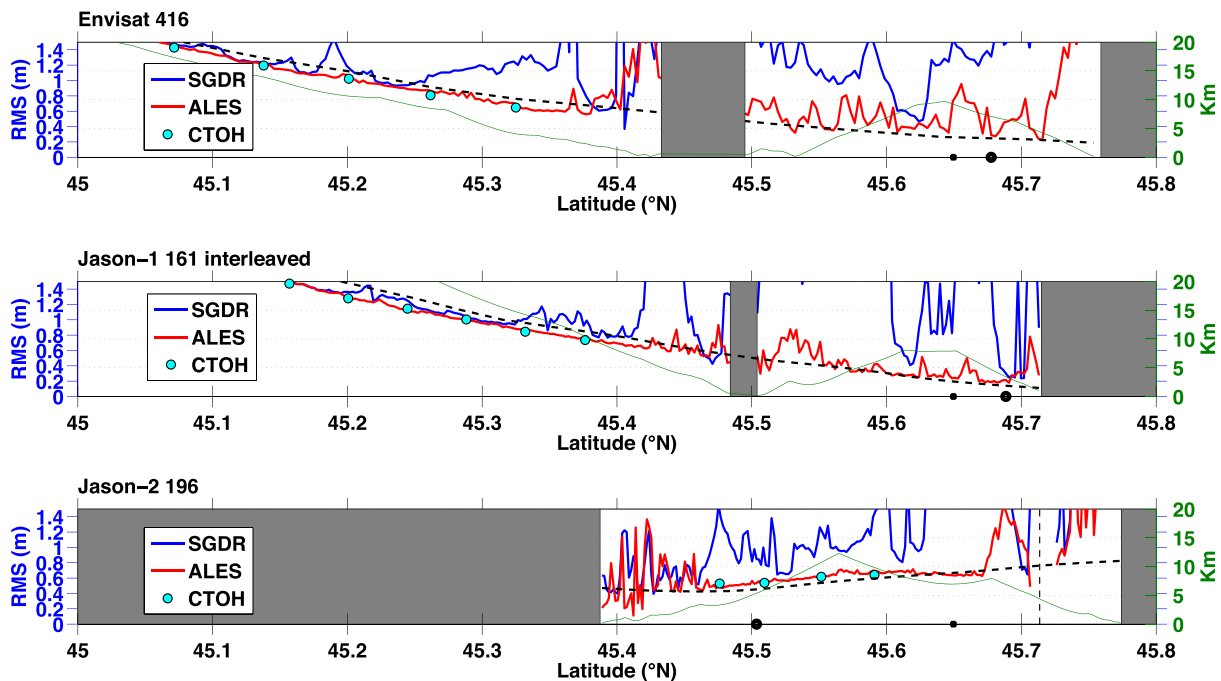 Envisat 416
RMS (m)
1.4
1.2
1
0.8
0.6
0.4
0.2
0
SGDR
ALES
CTOH
20
15
10
5
0
Km
45 45.1 45.2 45.3 45.4 45.5 45.6 45.7 45.8
Latitude (°N)
Jason−1 161 interleaved
RMS (m)
1.4
1.2
1
0.8
0.6
0.4
0.2
0
SGDR
ALES
CTOH
20
15
10
5
0
Km
45 45.1 45.2 45.3 45.4 45.5 45.6 45.7 45.8
Latitude (°N)
Jason−2 196
RMS (m)
1.4
1.2
1
0.8
0.6
0.4
0.2
0
SGDR
ALES
CTOH
20
15
10
5
0
Km
45 45.1 45.2 45.3 45.4 45.5 45.6 45.7 45.8
Latitude (°N)